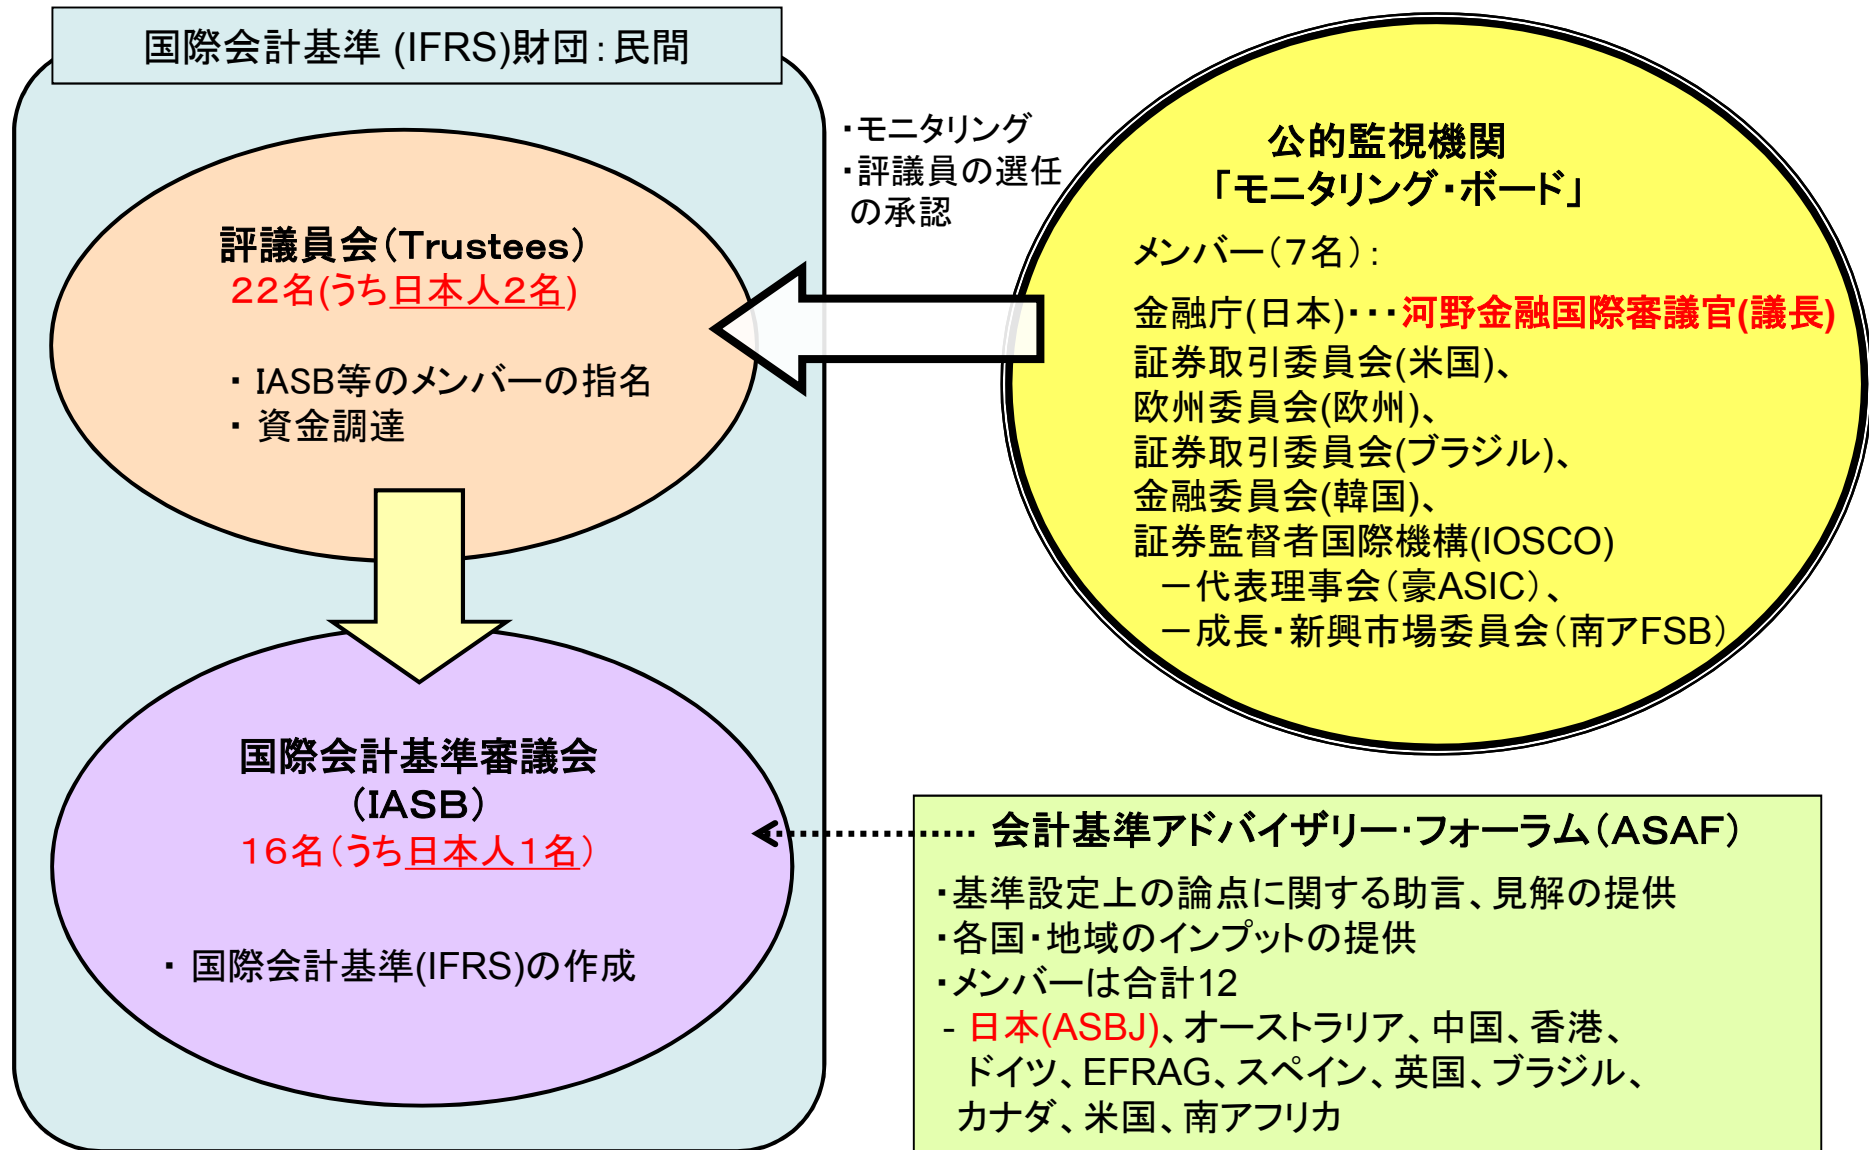 国際会計基準 (IFRS)財団：民間
評議員会（Trustees）
２２名(うち日本人２名)
・ IASB等のメンバーの指名
・ 資金調達
国際会計基準審議会
（IASB）
１６名（うち日本人１名）
・ 国際会計基準(IFRS)の作成
・モニタリング
・評議員の選任
の承認
公的監視機関
「モニタリング・ボード」
メンバー（７名）：
金融庁(日本)・・・河野金融国際審議官(議長)
証券取引委員会(米国)、
欧州委員会(欧州)、
証券取引委員会(ブラジル)、
金融委員会(韓国)、
証券監督者国際機構(IOSCO)
－代表理事会（豪ASIC）、
－成長・新興市場委員会（南アFSB）
会計基準アドバイザリー・フォーラム（ASAF）
・基準設定上の論点に関する助言、見解の提供
・各国・地域のインプットの提供
・メンバーは合計12
- 日本(ASBJ)、オーストラリア、中国、香港、
ドイツ、EFRAG、スペイン、英国、ブラジル、
カナダ、米国、南アフリカ